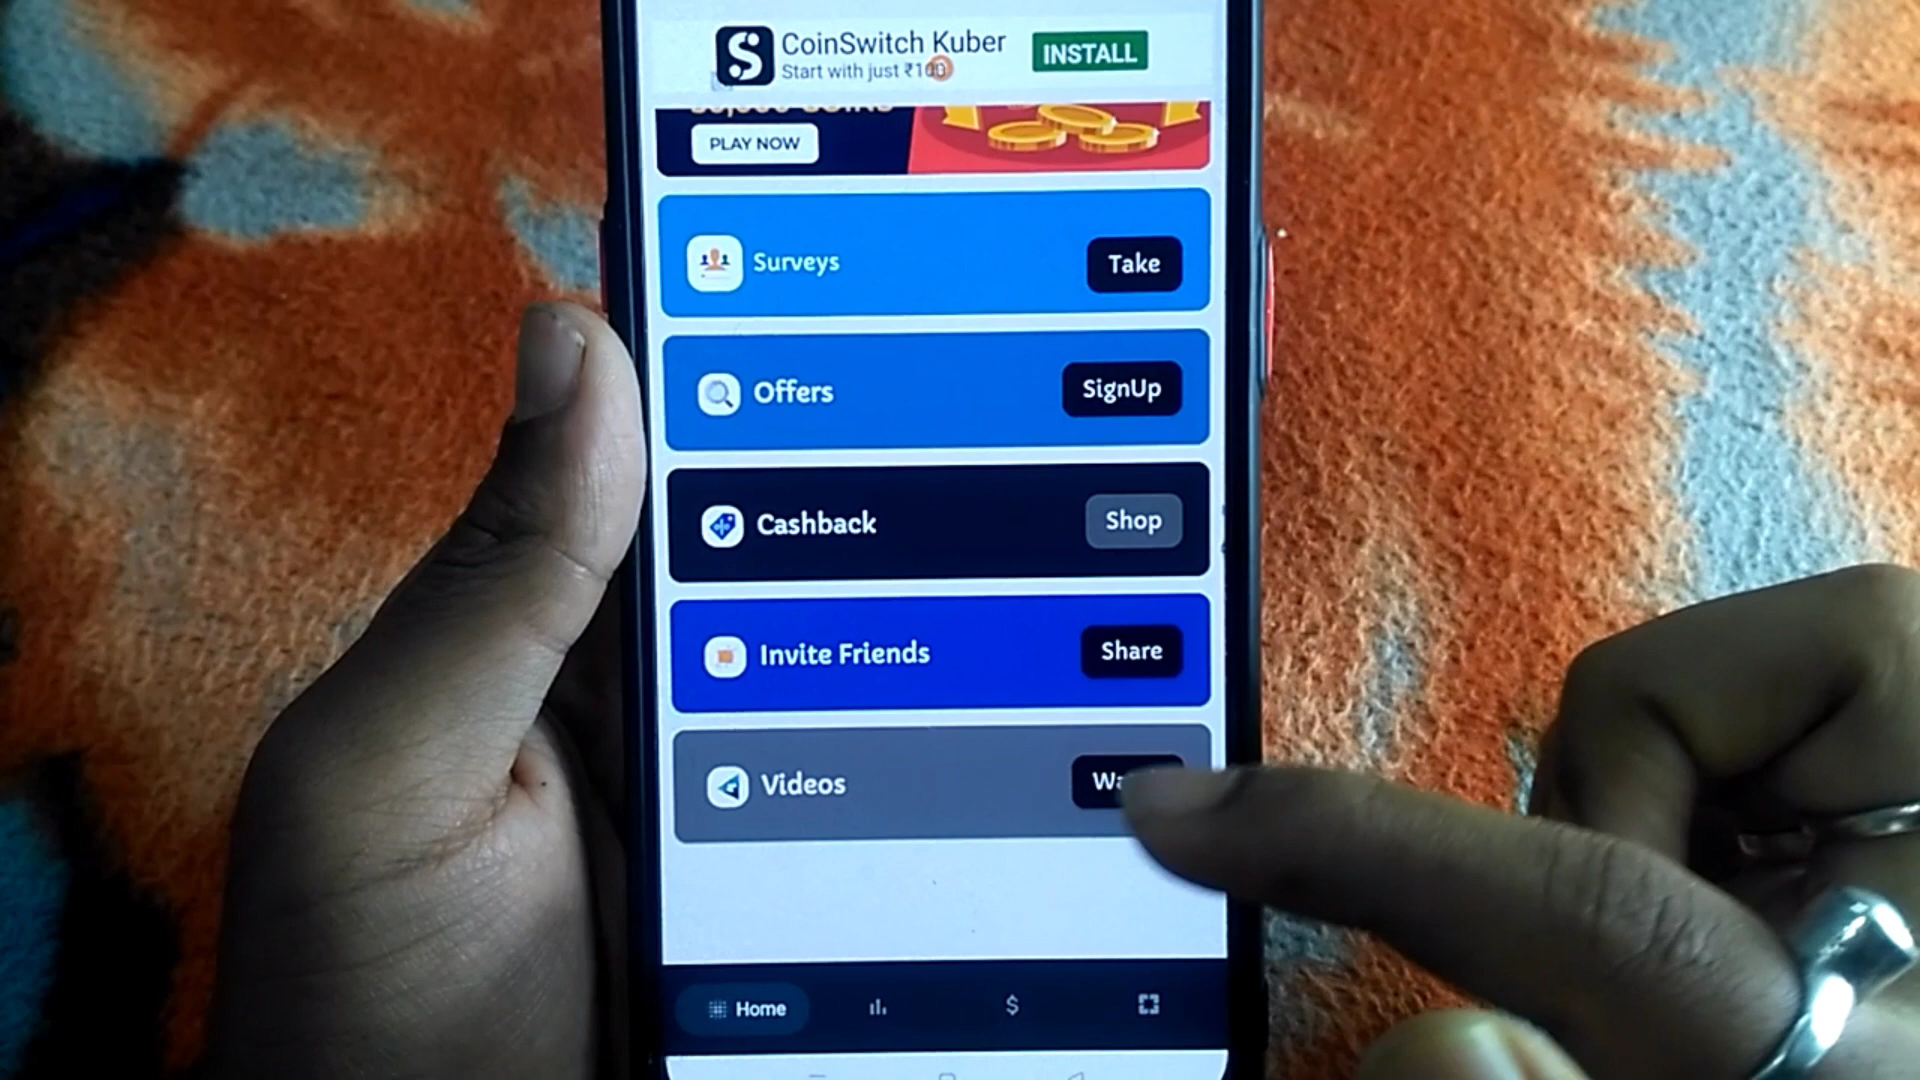 CoinSwitch Kuber
Start with just ₹100
INSTALL
COINS
PLAY NOW
Surveys
Take
Offers
SignUp
Cashback
Shop
Invite Friends
Share
Videos
Home
$